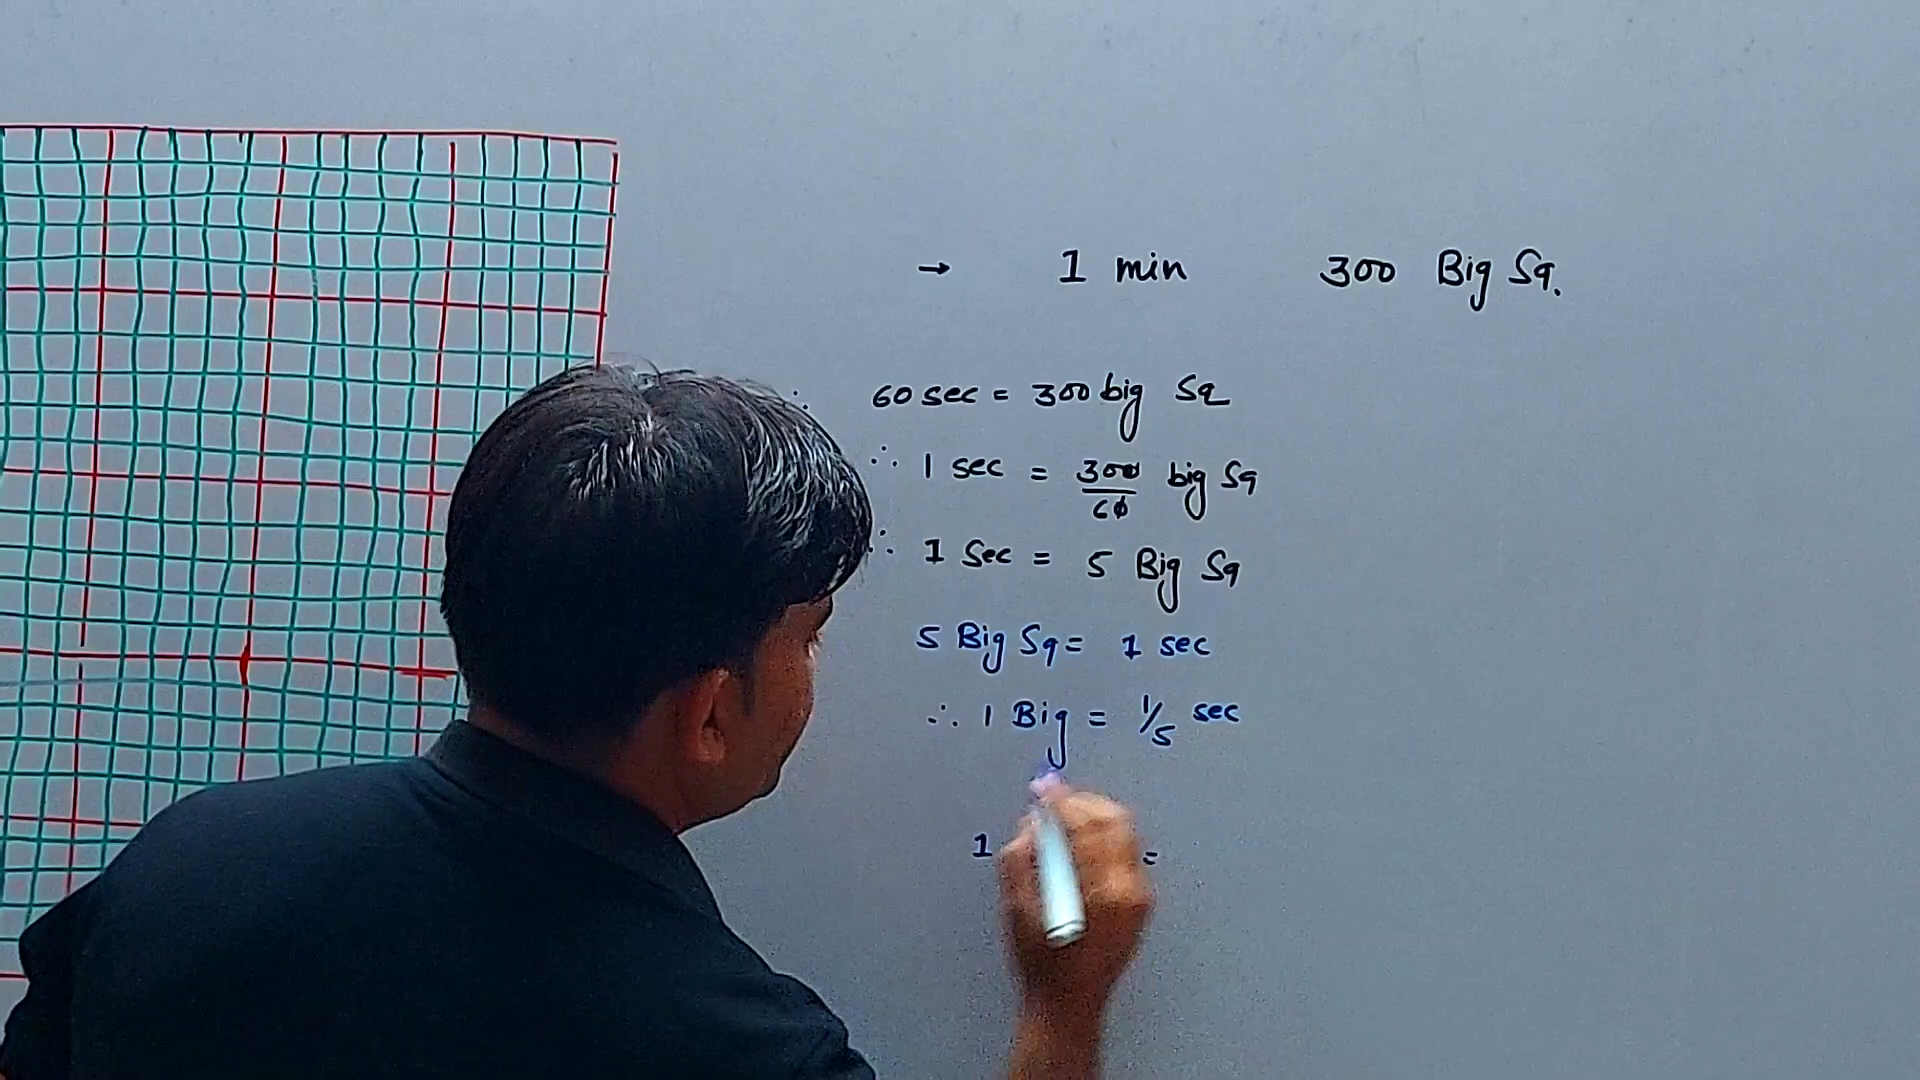 → 1 min 300 Big Sq.
∴ 60 sec = 300 big Sq
∴ 1 sec = 300/60 big Sq
∴ 1 Sec = 5 Big Sq
5 Big Sq = 1 sec
∴ 1 Big = 1/5 sec
1 =